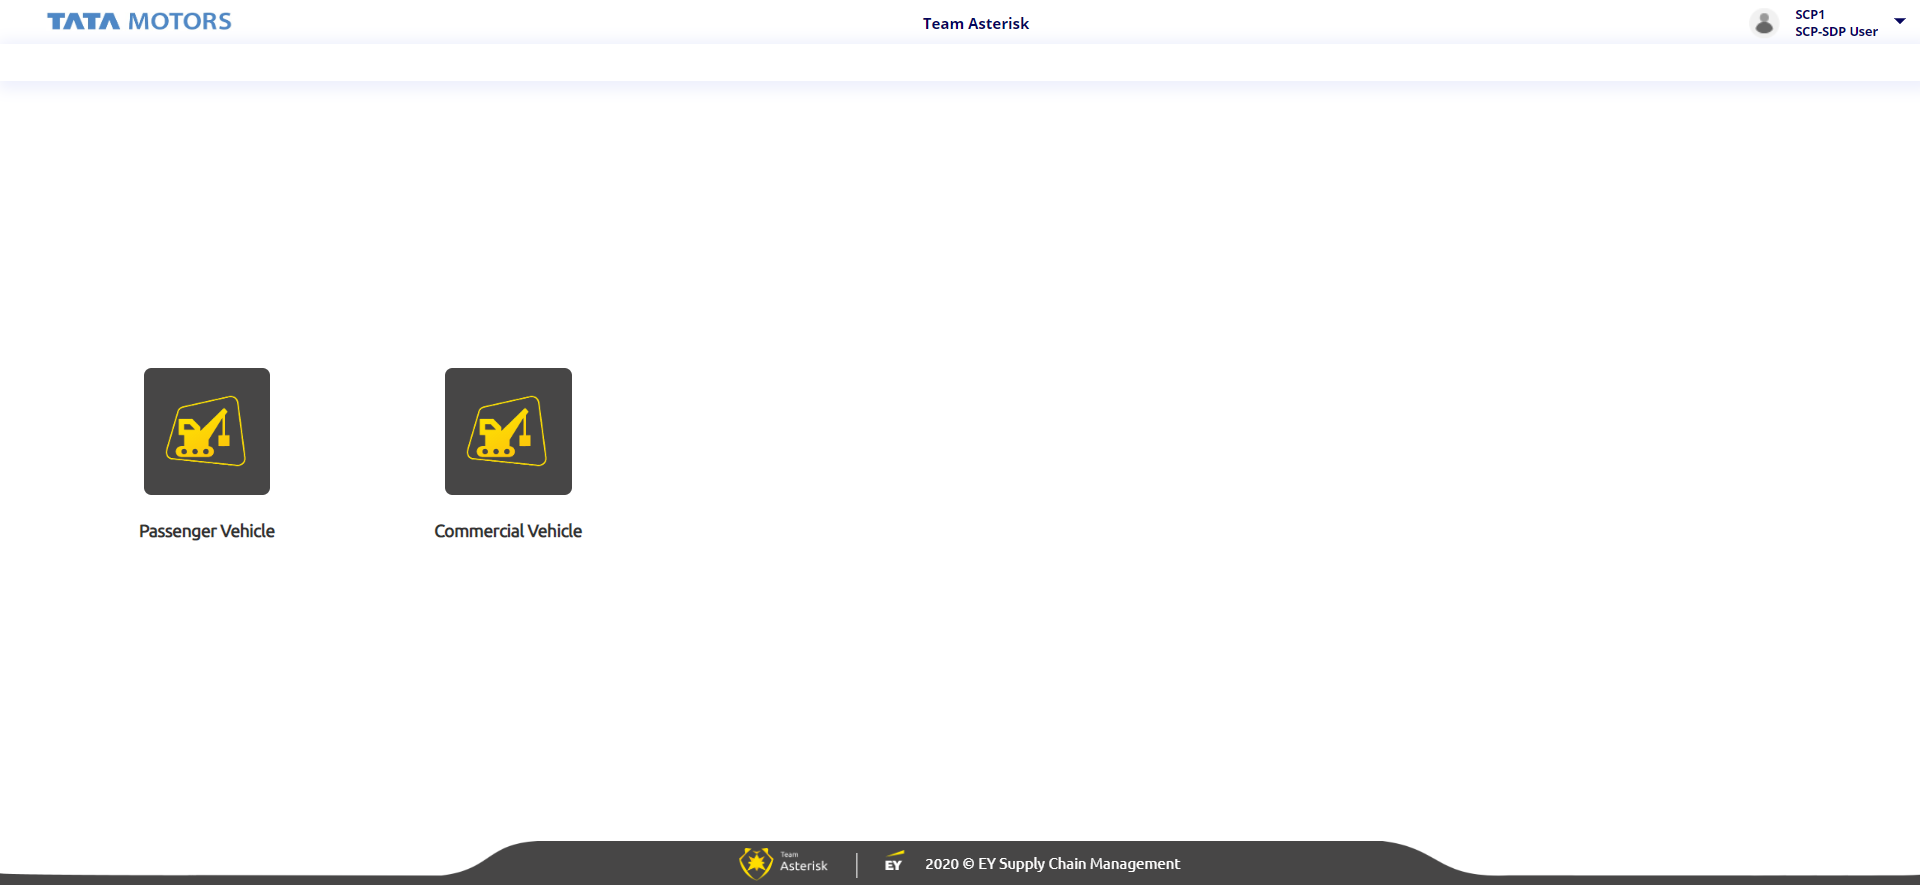 TATA MOTORS
Team Asterisk
SCP1
SCP-SDP User
Passenger Vehicle
Commercial Vehicle
Team
Asterisk
EY
2020 © EY Supply Chain Management